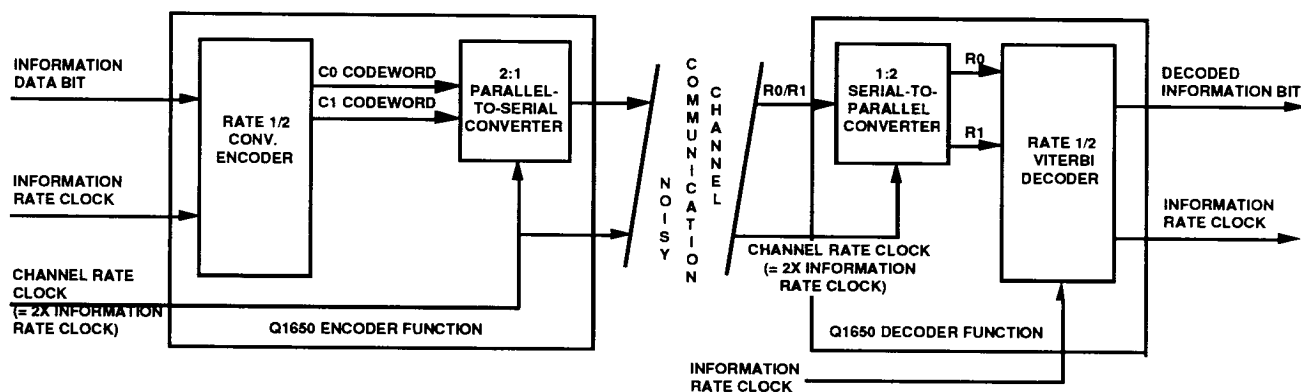 INFORMATION
DATA BIT
INFORMATION
RATE CLOCK
CHANNEL RATE
CLOCK
(= 2X INFORMATION
RATE CLOCK)
RATE 1/2
CONV.
ENCODER
C0 CODEWORD
C1 CODEWORD
2:1
PARALLEL-
TO-SERIAL
CONVERTER
Q1650 ENCODER FUNCTION
NOISY
COMMUNICATION
CHANNEL
R0/R1
1:2
SERIAL-TO-
PARALLEL
CONVERTER
R0
R1
RATE 1/2
VITERBI
DECODER
CHANNEL RATE CLOCK
(= 2X INFORMATION
RATE CLOCK)
Q1650 DECODER FUNCTION
DECODED
INFORMATION BIT
INFORMATION
RATE CLOCK
INFORMATION
RATE CLOCK